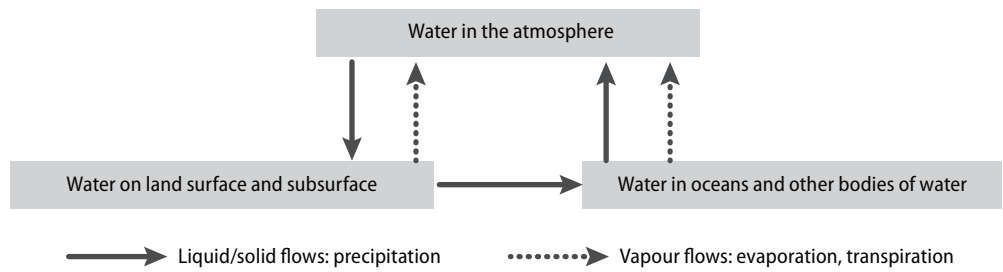 Water in the atmosphere
Water on land surface and subsurface
Water in oceans and other bodies of water
Liquid/solid flows: precipitation
Vapour flows: evaporation, transpiration